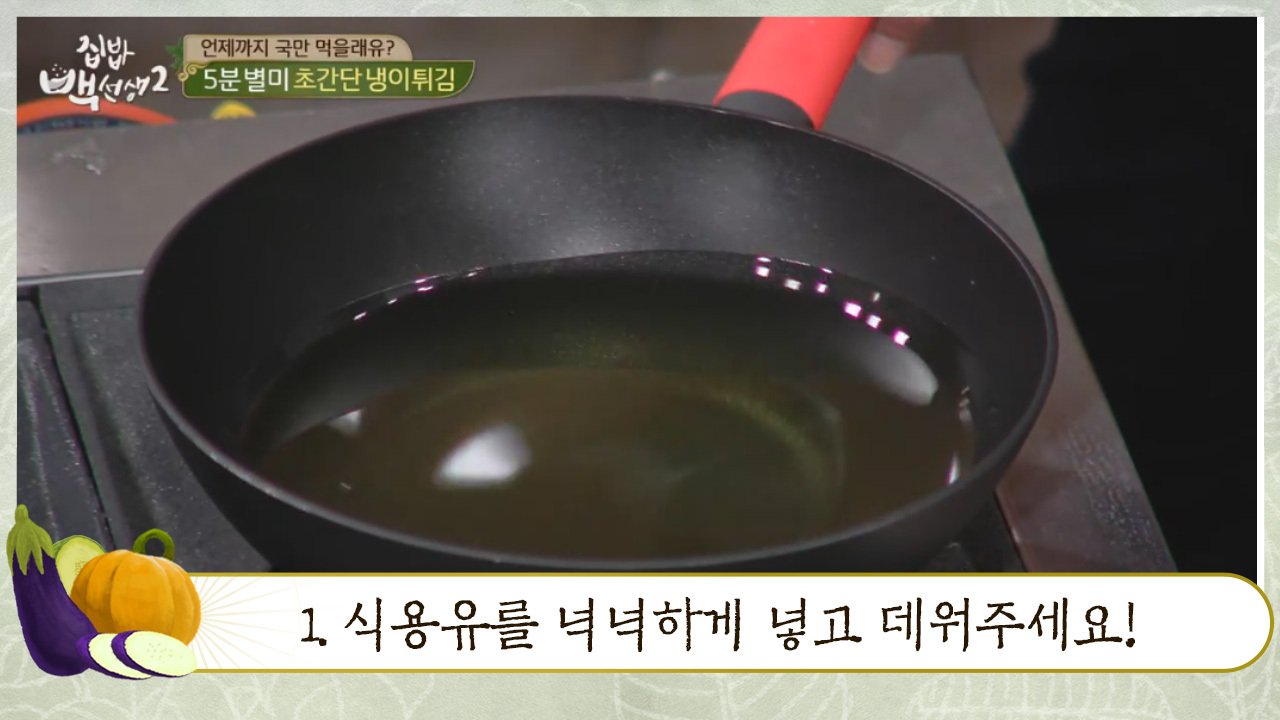 집밥
백선생2
언제까지 국만 먹을래유?
5분 별미 초간단 냉이튀김
1. 식용유를 넉넉하게 넣고 데워주세요!